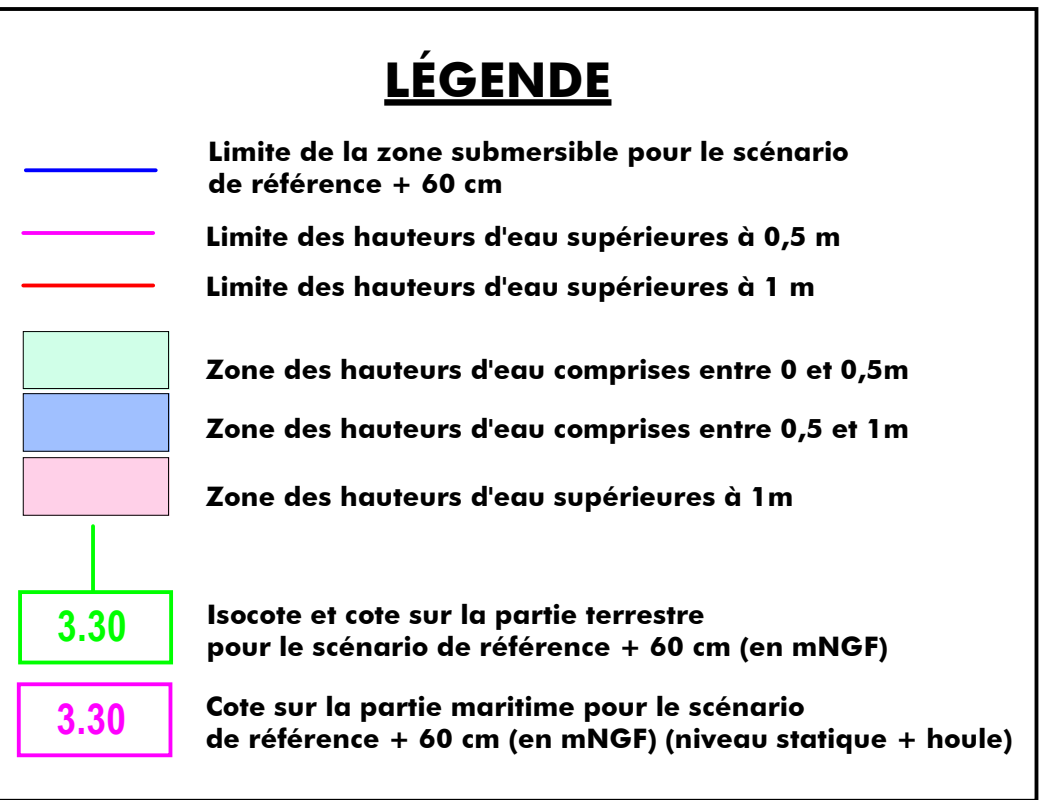 LÉGENDE
Limite de la zone submersible pour le scénario
de référence + 60 cm
Limite des hauteurs d'eau supérieures à 0,5 m
Limite des hauteurs d'eau supérieures à 1 m
Zone des hauteurs d'eau comprises entre 0 et 0,5m
Zone des hauteurs d'eau comprises entre 0,5 et 1m
Zone des hauteurs d'eau supérieures à 1m
3.30
Isocote et cote sur la partie terrestre
pour le scénario de référence + 60 cm (en mNGF)
3.30
Cote sur la partie maritime pour le scénario
de référence + 60 cm (en mNGF) (niveau statique + houle)